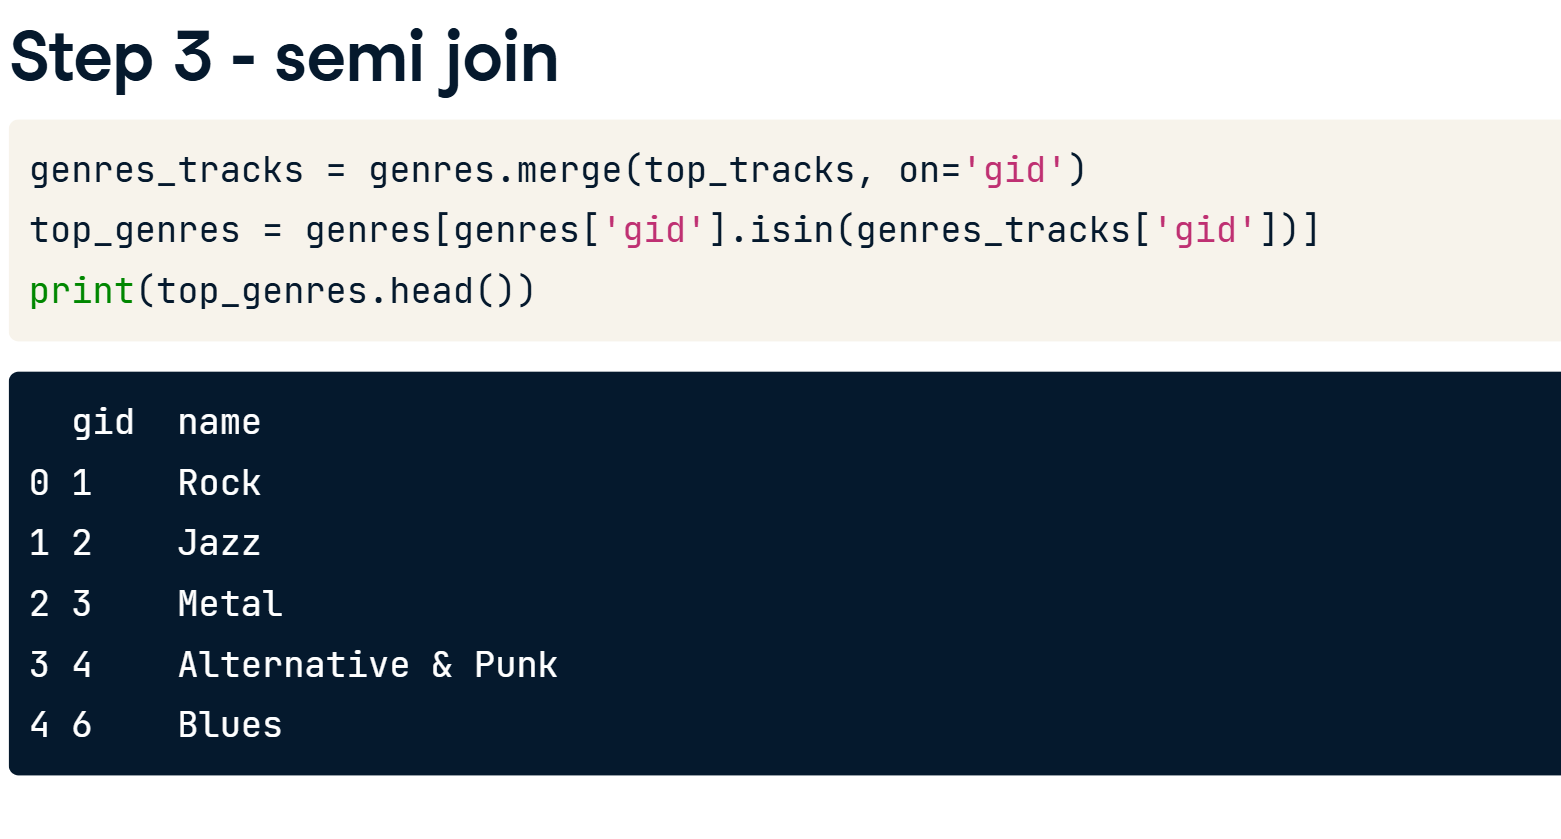 Step 3 - semi join
genres_tracks = genres.merge(top_tracks, on='gid')
top_genres = genres[genres['gid'].isin(genres_tracks['gid'])]
print(top_genres.head())
  gid  name
0 1    Rock
1 2    Jazz
2 3    Metal
3 4    Alternative & Punk
4 6    Blues